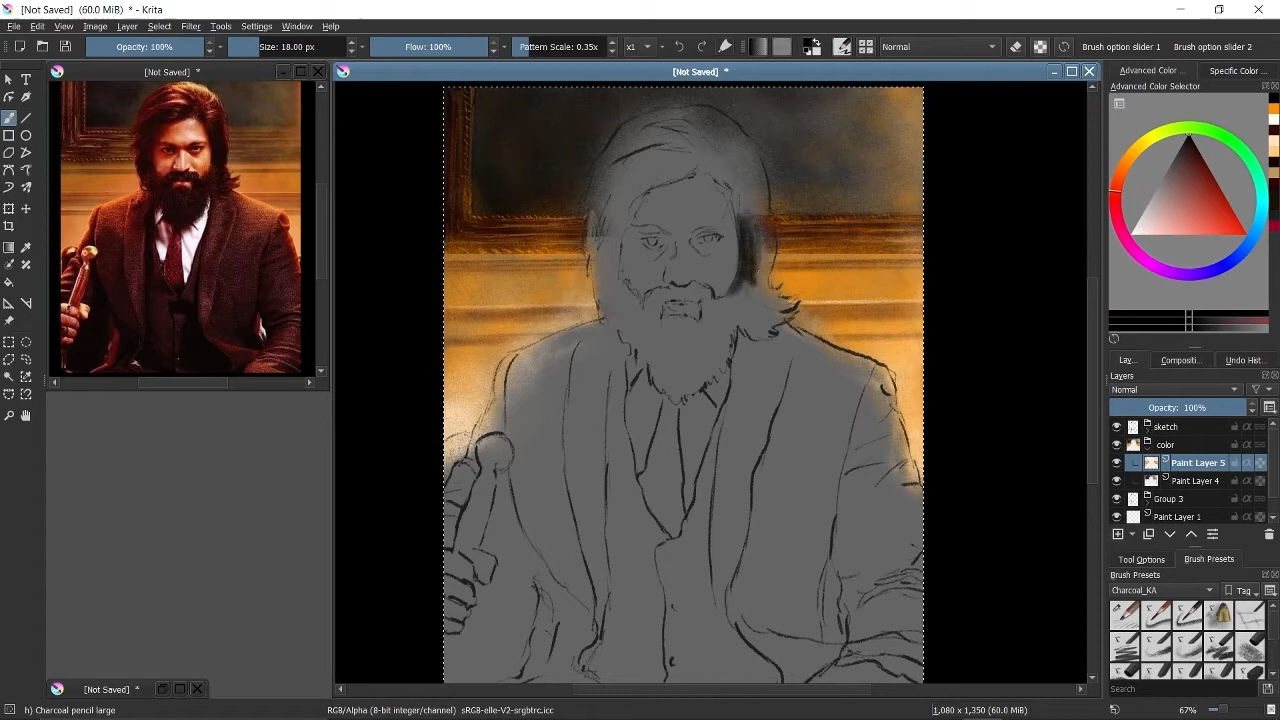 [Not Saved] (60.0 MiB) * - Krita
File Edit View Image Layer Select Filter Tools Settings Window Help
Opacity: 100% Size: 18.00 px Flow: 100% Pattern Scale: 0.35x x1 Normal Brush option slider 1 Brush option slider 2
[Not Saved] *
[Not Saved] *
Advanced Color ... Specific Color ...
Advanced Color Selector
Lay... Compositi... Undo Hist...
Layers
Normal
Opacity: 100%
sketch
color
Paint Layer 5
Paint Layer 4
Group 3
Paint Layer 1
Tool Options Brush Presets
Brush Presets
Charcoal_KA Tag
Search
[Not Saved] *
h) Charcoal pencil large RGB/Alpha (8-bit integer/channel) sRGB-elle-V2-srgbtrc.icc 1,080 x 1,350 (60.0 MiB) 67%